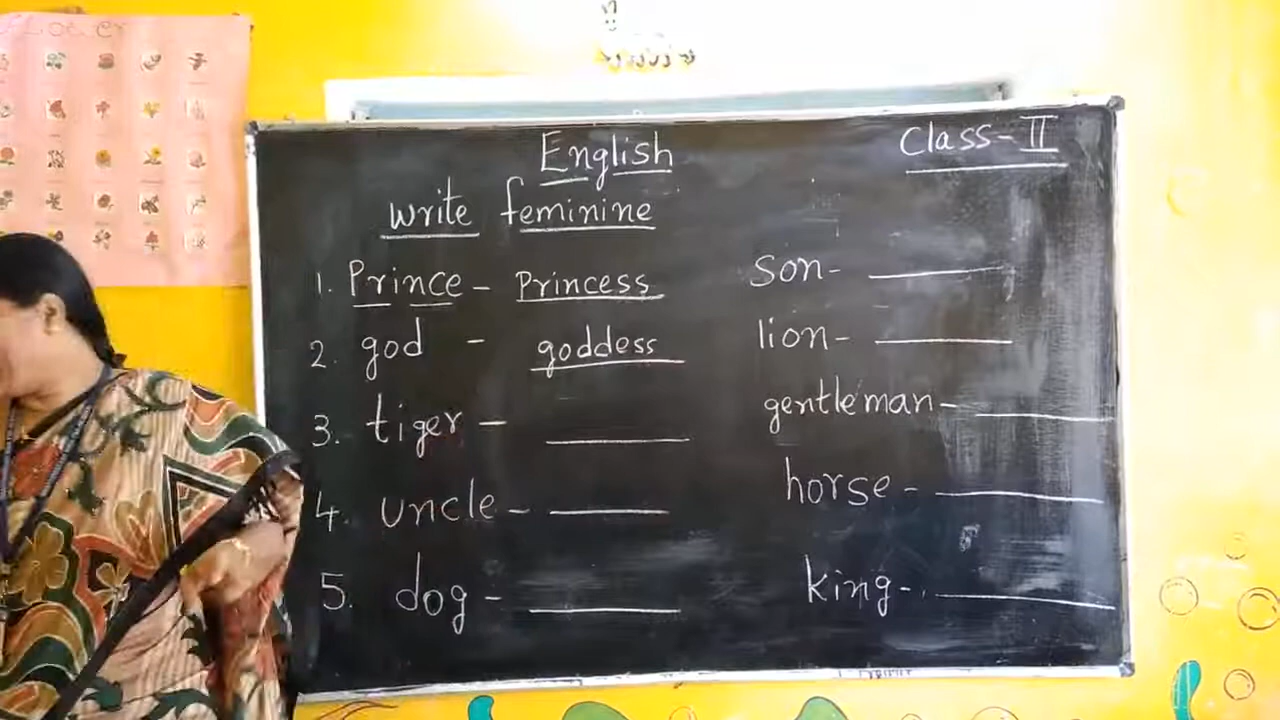 Flower
English
Class-II
write feminine
1. Prince - Princess
2. god - goddess
3. tiger -
4. uncle -
5. dog -
son-
lion-
gentleman-
horse-
king-